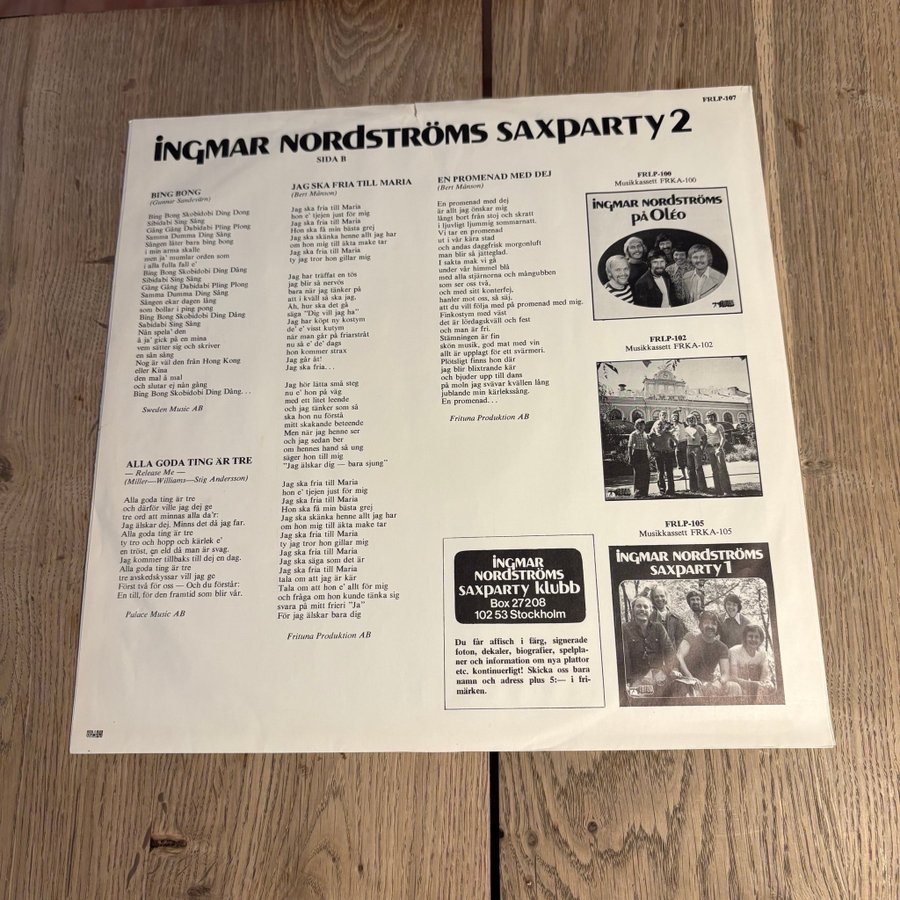 FRLP-107
INGMAR NORDSTRÖMS SAXPARTY 2
SIDA B
BING BONG
(Gunnar Sandevärn)
Bing Bong Skobidobi Ding Dong
Sibidabi Sing Sång
Gång Gång Dabidabi Pling Plong
Samma Dumma Ding Sång
Sången låter bara bing bong
i min arma skalle
men ja' mumlar orden som
i alla fulla fall e'
Bing Bong Skobidobi Ding Dång
Sibidabi Sing Sång
Gång Gång Dabidabi Pling Plong
Samma Dumma Ding Sång
Sången ekar dagen lång
som bollar i ping pong
Bing Bong Skobidobi Ding Dång
Sabidabi Sing Sång
Nån spela' den
å ja' gick på en mina
vem sätter sig och skriver
en sån sång
Nog är väl den från Hong Kong
eller Kina
den mal å mal
och slutar ej nån gång
Bing Bong Skobidobi Ding Dång. . .
Sweden Music AB
ALLA GODA TING ÄR TRE
— Release Me —
(Miller—Williams—Stig Andersson)
Alla goda ting är tre
och därför ville jag dej ge
tre ord att minnas alla da'r:
Jag älskar dej. Minns det då jag far.
Alla goda ting är tre
ty tro och hopp och kärlek e'
en tröst, en eld då man är svag.
Jag kommer tillbaks till dej en dag.
Alla goda ting är tre
tre avskedskyssar vill jag ge
Först två för oss — Och du förstår:
En till, för den framtid som blir vår.
Palace Music AB
JAG SKA FRIA TILL MARIA
(Bert Månson)
Jag ska fria till Maria
hon e' tjejen just för mig
Jag ska fria till Maria
Hon ska få min bästa grej
Jag ska skänka henne allt jag har
om hon mig till äkta make tar
Jag ska fria till Maria
ty jag tror hon gillar mig
Jag har träffat en tös
jag blir så nervös
bara när jag tänker på
att i kväll så ska jag,
Åh, hur ska det gå
säga "Dig vill jag ha"
Jag har köpt ny kostym
de' e' visst kutym
när man går på friarstråt
nu så e' de' dags
hon kommer strax
Jag går åt!
Jag ska fria. . .
Jag hör lätta små steg
nu e' hon på väg
med ett litet leende
och jag tänker som så
ska hon nu förstå
mitt skakande beteende
Men när jag henne ser
och jag sedan ber
om hennes hand så ung
säger hon till mig
"Jag älskar dig — bara sjung"
Jag ska fria till Maria
hon e' tjejen just för mig
Jag ska fria till Maria
Hon ska få min bästa grej
Jag ska skänka henne allt jag har
om hon mig till äkta make tar
Jag ska fria till Maria
ty jag tror hon gillar mig
Jag ska fria till Maria
Jag ska säga som det är
Jag ska fria till Maria
tala om att jag är kär
Tala om att hon e' allt för mig
och fråga om hon kunde tänka sig
svara på mitt frieri "Ja"
För jag älskar bara dig
Frituna Produktion AB
EN PROMENAD MED DEJ
(Bert Månson)
En promenad med dej
är allt jag önskar mig
långt bort från stoj och skratt
i ljuvligt ljummig sommarnatt.
Vi tar en promenad
ut i vår kära stad
och andas daggfrisk morgonluft
man blir så jätteglad.
I sakta mak vi gå
under vår himmel blå
med alla stjärnorna och mångubben
som ser oss två,
och med sitt konterfej,
hanler mot oss, så säj,
att du vill följa med på promenad med mig.
Finkostym med väst
det är lördagskväll och fest
och man är fri.
Stämningen är fin
skön musik, god mat med vin
allt är upplagt för ett svärmeri.
Plötsligt finns hon där
jag blir blixtrande kär
och bjuder upp till dans
på moln jag svävar kvällen lång
jublande min kärlekssång.
En promenad. . .
Frituna Produktion AB
INGMAR
NORDSTRÖMS
SAXPARTY klubb
Box 27208
102 53 Stockholm
Du får affisch i färg, signerade
foton, dekaler, biografier, spelpla-
ner och information om nya plattor
etc. kontinuerligt! Skicka oss bara
namn och adress plus 5:— i fri-
märken.
FRLP-100
Musikkassett FRKA-100
INGMAR NORDSTRÖMS
på Oléo
FRLP-102
Musikkassett FRKA-102
FRLP-105
Musikkassett FRKA-105
INGMAR NORDSTRÖMS
SAXPARTY 1